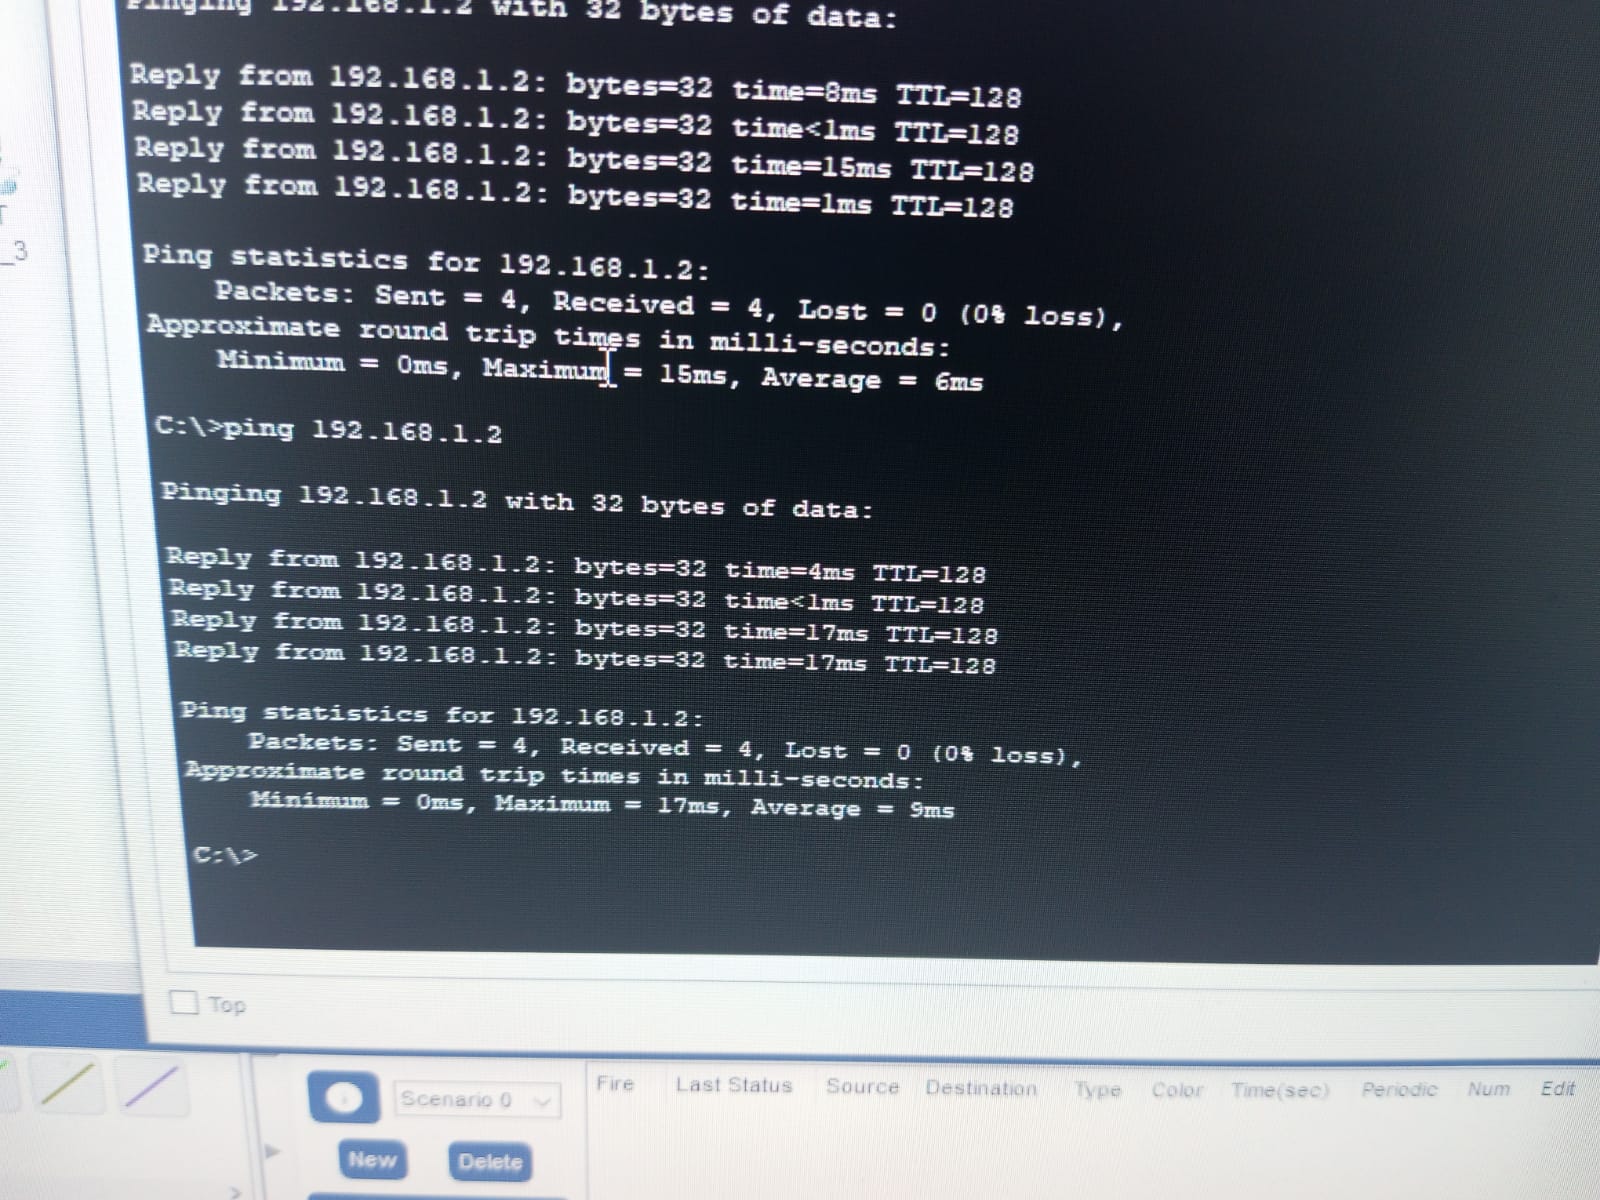 Pinging 192.168.1.2 with 32 bytes of data:
Reply from 192.168.1.2: bytes=32 time=8ms TTL=128
Reply from 192.168.1.2: bytes=32 time<1ms TTL=128
Reply from 192.168.1.2: bytes=32 time=15ms TTL=128
Reply from 192.168.1.2: bytes=32 time=1ms TTL=128
Ping statistics for 192.168.1.2:
Packets: Sent = 4, Received = 4, Lost = 0 (0% loss),
Approximate round trip times in milli-seconds:
Minimum = 0ms, Maximum = 15ms, Average = 6ms
C:\>ping 192.168.1.2
Pinging 192.168.1.2 with 32 bytes of data:
Reply from 192.168.1.2: bytes=32 time=4ms TTL=128
Reply from 192.168.1.2: bytes=32 time<1ms TTL=128
Reply from 192.168.1.2: bytes=32 time=17ms TTL=128
Reply from 192.168.1.2: bytes=32 time=17ms TTL=128
Ping statistics for 192.168.1.2:
Packets: Sent = 4, Received = 4, Lost = 0 (0% loss),
Approximate round trip times in milli-seconds:
Minimum = 0ms, Maximum = 17ms, Average = 9ms
C:\>
_3
Top
Scenario 0
New Delete
Fire Last Status Source Destination Type Color Time(sec) Periodic Num Edit